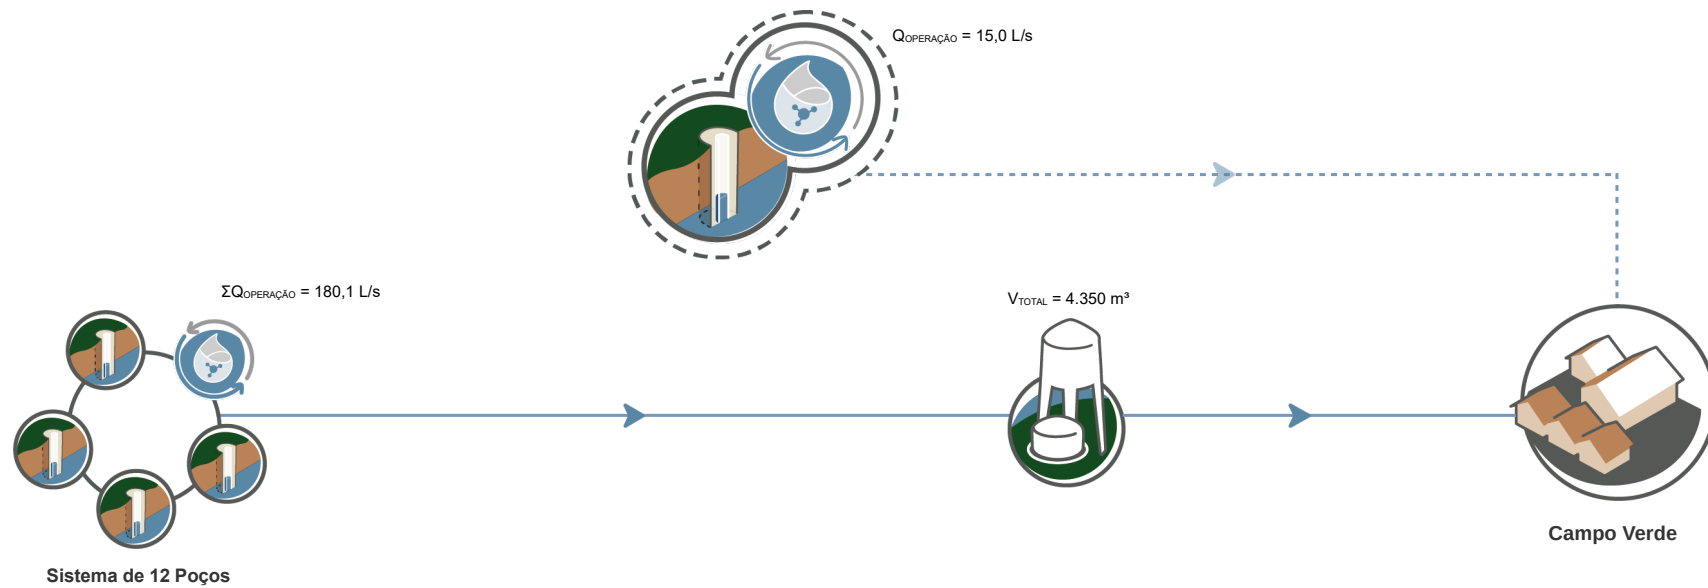 QOPERAÇÃO = 15,0 L/s
ΣQOPERAÇÃO = 180,1 L/s
VTOTAL = 4.350 m³
Campo Verde
Sistema de 12 Poços